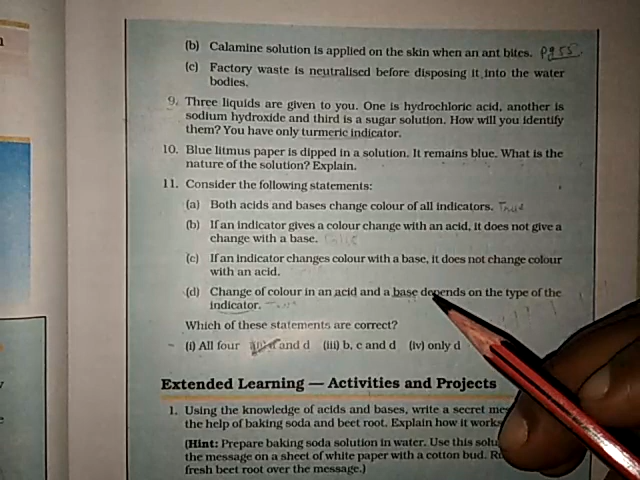 (b) Calamine solution is applied on the skin when an ant bites. Pg 55.
(c) Factory waste is neutralised before disposing it into the water
bodies.
9. Three liquids are given to you. One is hydrochloric acid, another is
sodium hydroxide and third is a sugar solution. How will you identify
them? You have only turmeric indicator.
10. Blue litmus paper is dipped in a solution. It remains blue. What is the
nature of the solution? Explain.
11. Consider the following statements:
(a) Both acids and bases change colour of all indicators. True
(b) If an indicator gives a colour change with an acid, it does not give a
change with a base.
(c) If an indicator changes colour with a base, it does not change colour
with an acid.
(d) Change of colour in an acid and a base depends on the type of the
indicator.
Which of these statements are correct?
(i) All four and d (iii) b, c and d (iv) only d
Extended Learning — Activities and Projects
1. Using the knowledge of acids and bases, write a secret
the help of baking soda and beet root. Explain how it works
(Hint: Prepare baking soda solution in water. Use this
the message on a sheet of white paper with a cotton bud.
fresh beet root over the message.)